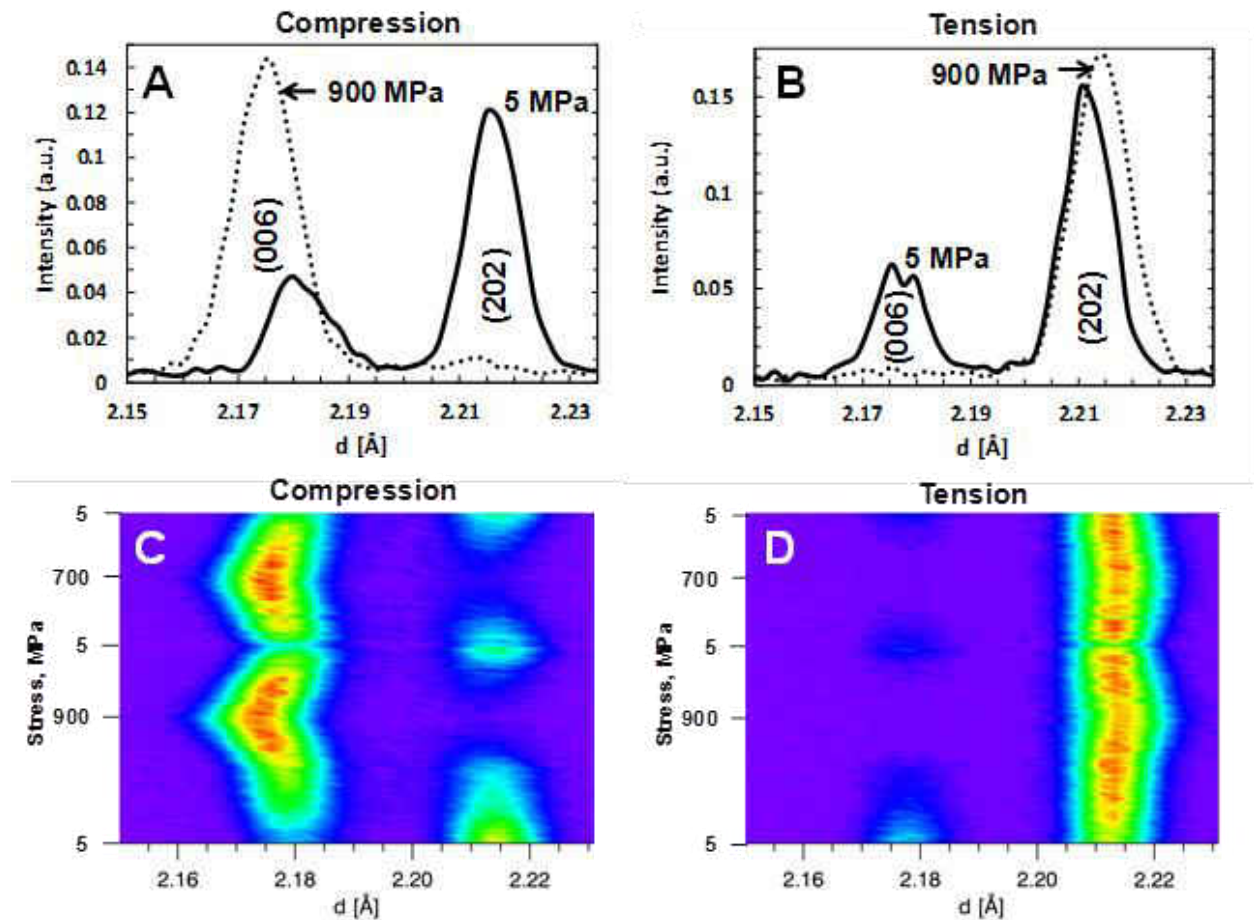 Compression
A
900 MPa
5 MPa
(006)
(202)
Intensity (a.u.)
0.14
0.12
0.1
0.08
0.06
0.04
0.02
0
2.15 2.17 2.19 2.21 2.23
d [Å]
Tension
B
900 MPa
5 MPa
(006)
(202)
Intensity (a.u.)
0.15
0.1
0.05
0
2.15 2.17 2.19 2.21 2.23
d [Å]
Compression
C
Stress, MPa
5
700
5
900
5
2.16 2.18 2.20 2.22
d [Å]
Tension
D
Stress, MPa
5
700
5
900
5
2.16 2.18 2.20 2.22
d [Å]